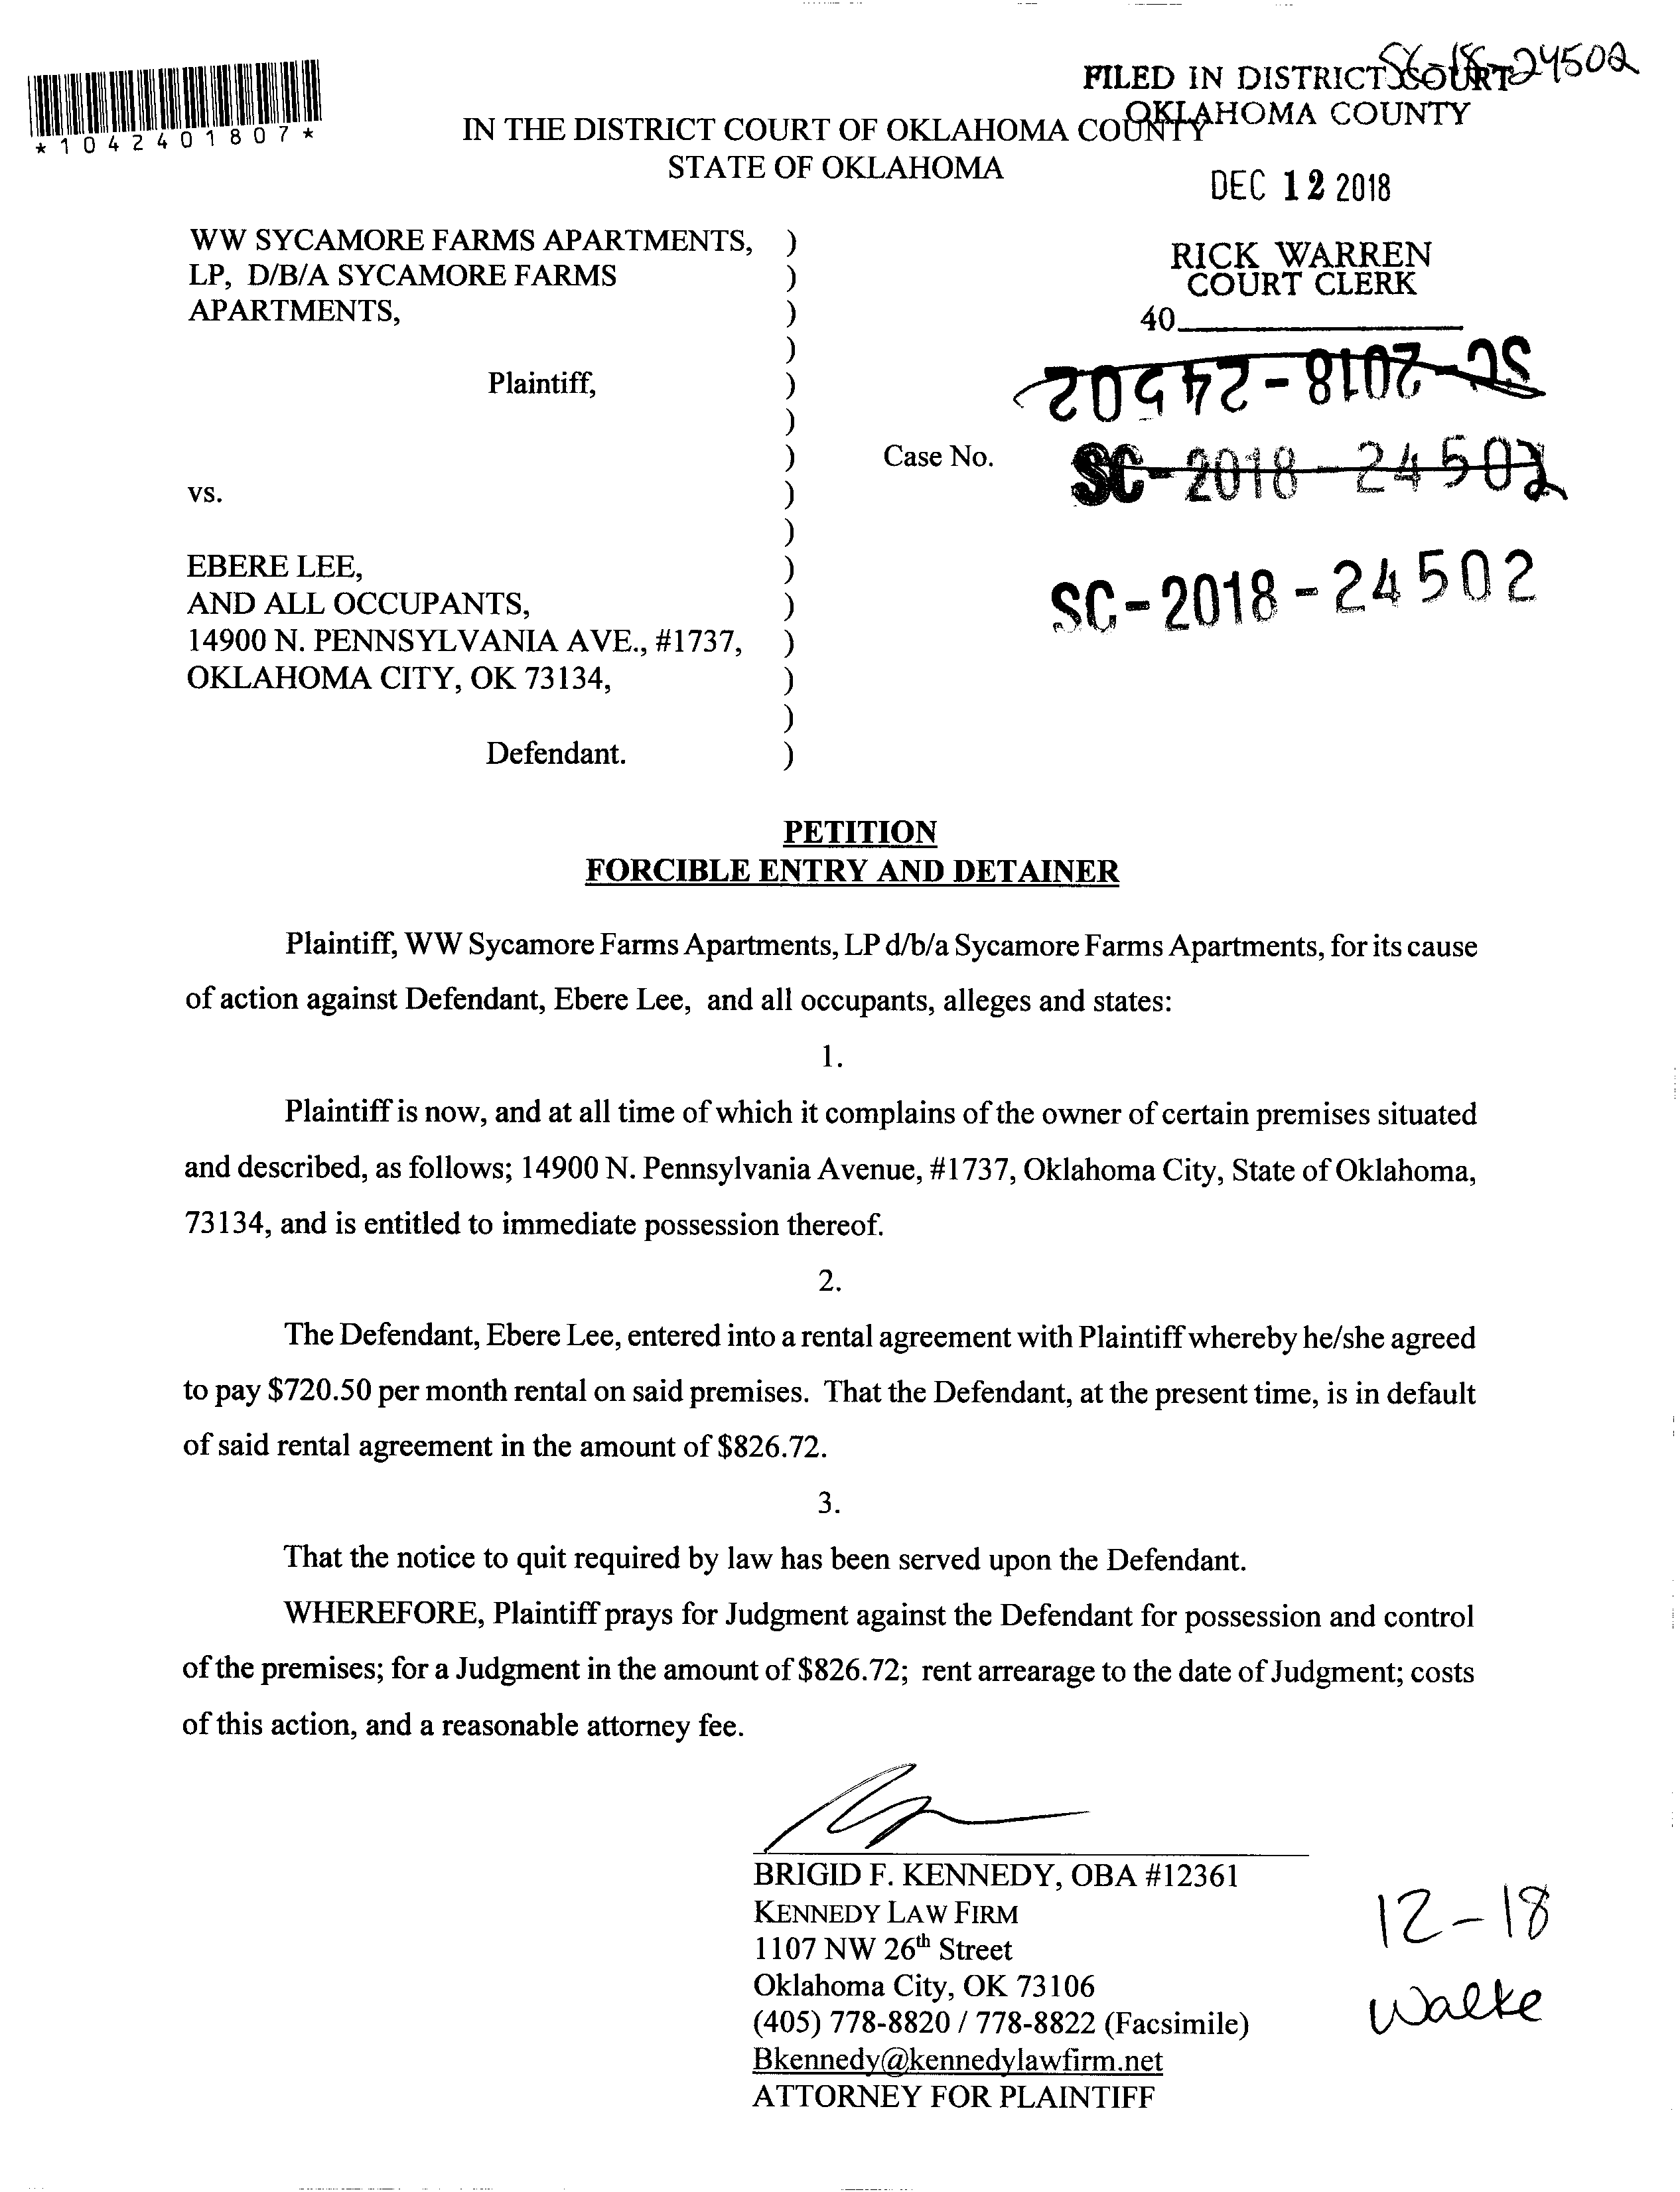 SC-18-24502
FILED IN DISTRICT COURT
OKLAHOMA COUNTY
*1042401807*
IN THE DISTRICT COURT OF OKLAHOMA COUNTY
STATE OF OKLAHOMA
DEC 12 2018
RICK WARREN
COURT CLERK
40
WW SYCAMORE FARMS APARTMENTS, )
LP, D/B/A SYCAMORE FARMS )
APARTMENTS, )
)
Plaintiff, )
)
SC-2018-24502
) Case No. SC-2018-24502
vs. )
)
EBERE LEE, )
AND ALL OCCUPANTS, ) SC-2018-24502
14900 N. PENNSYLVANIA AVE., #1737, )
OKLAHOMA CITY, OK 73134, )
)
Defendant. )
PETITION
FORCIBLE ENTRY AND DETAINER
Plaintiff, WW Sycamore Farms Apartments, LP d/b/a Sycamore Farms Apartments, for its cause
of action against Defendant, Ebere Lee, and all occupants, alleges and states:
1.
Plaintiff is now, and at all time of which it complains of the owner of certain premises situated
and described, as follows; 14900 N. Pennsylvania Avenue, #1737, Oklahoma City, State of Oklahoma,
73134, and is entitled to immediate possession thereof.
2.
The Defendant, Ebere Lee, entered into a rental agreement with Plaintiff whereby he/she agreed
to pay $720.50 per month rental on said premises. That the Defendant, at the present time, is in default
of said rental agreement in the amount of $826.72.
3.
That the notice to quit required by law has been served upon the Defendant.
WHEREFORE, Plaintiff prays for Judgment against the Defendant for possession and control
of the premises; for a Judgment in the amount of $826.72; rent arrearage to the date of Judgment; costs
of this action, and a reasonable attorney fee.
BRIGID F. KENNEDY, OBA #12361
KENNEDY LAW FIRM
1107 NW 26th Street
Oklahoma City, OK 73106
(405) 778-8820 / 778-8822 (Facsimile)
Bkennedy@kennedylawfirm.net
ATTORNEY FOR PLAINTIFF
12-18
Walke